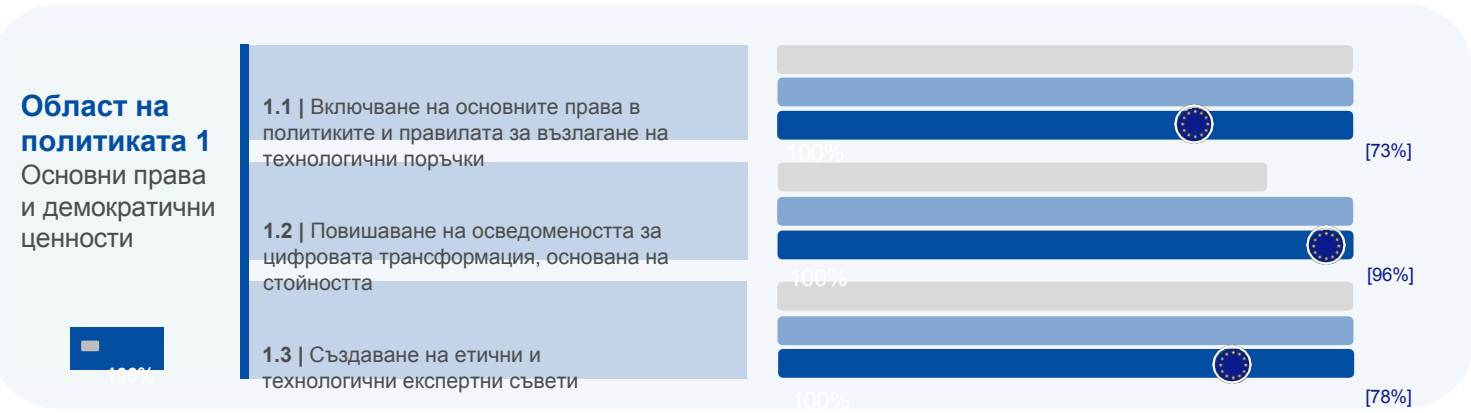 Област на
политиката 1
Основни права
и демократични
ценности
100%
1.1 | Включване на основните права в
политиките и правилата за възлагане на
технологични поръчки
100%
[73%]
1.2 | Повишаване на осведомеността за
цифровата трансформация, основана на
стойността
100%
[96%]
1.3 | Създаване на етични и
технологични експертни съвети
100%
[78%]